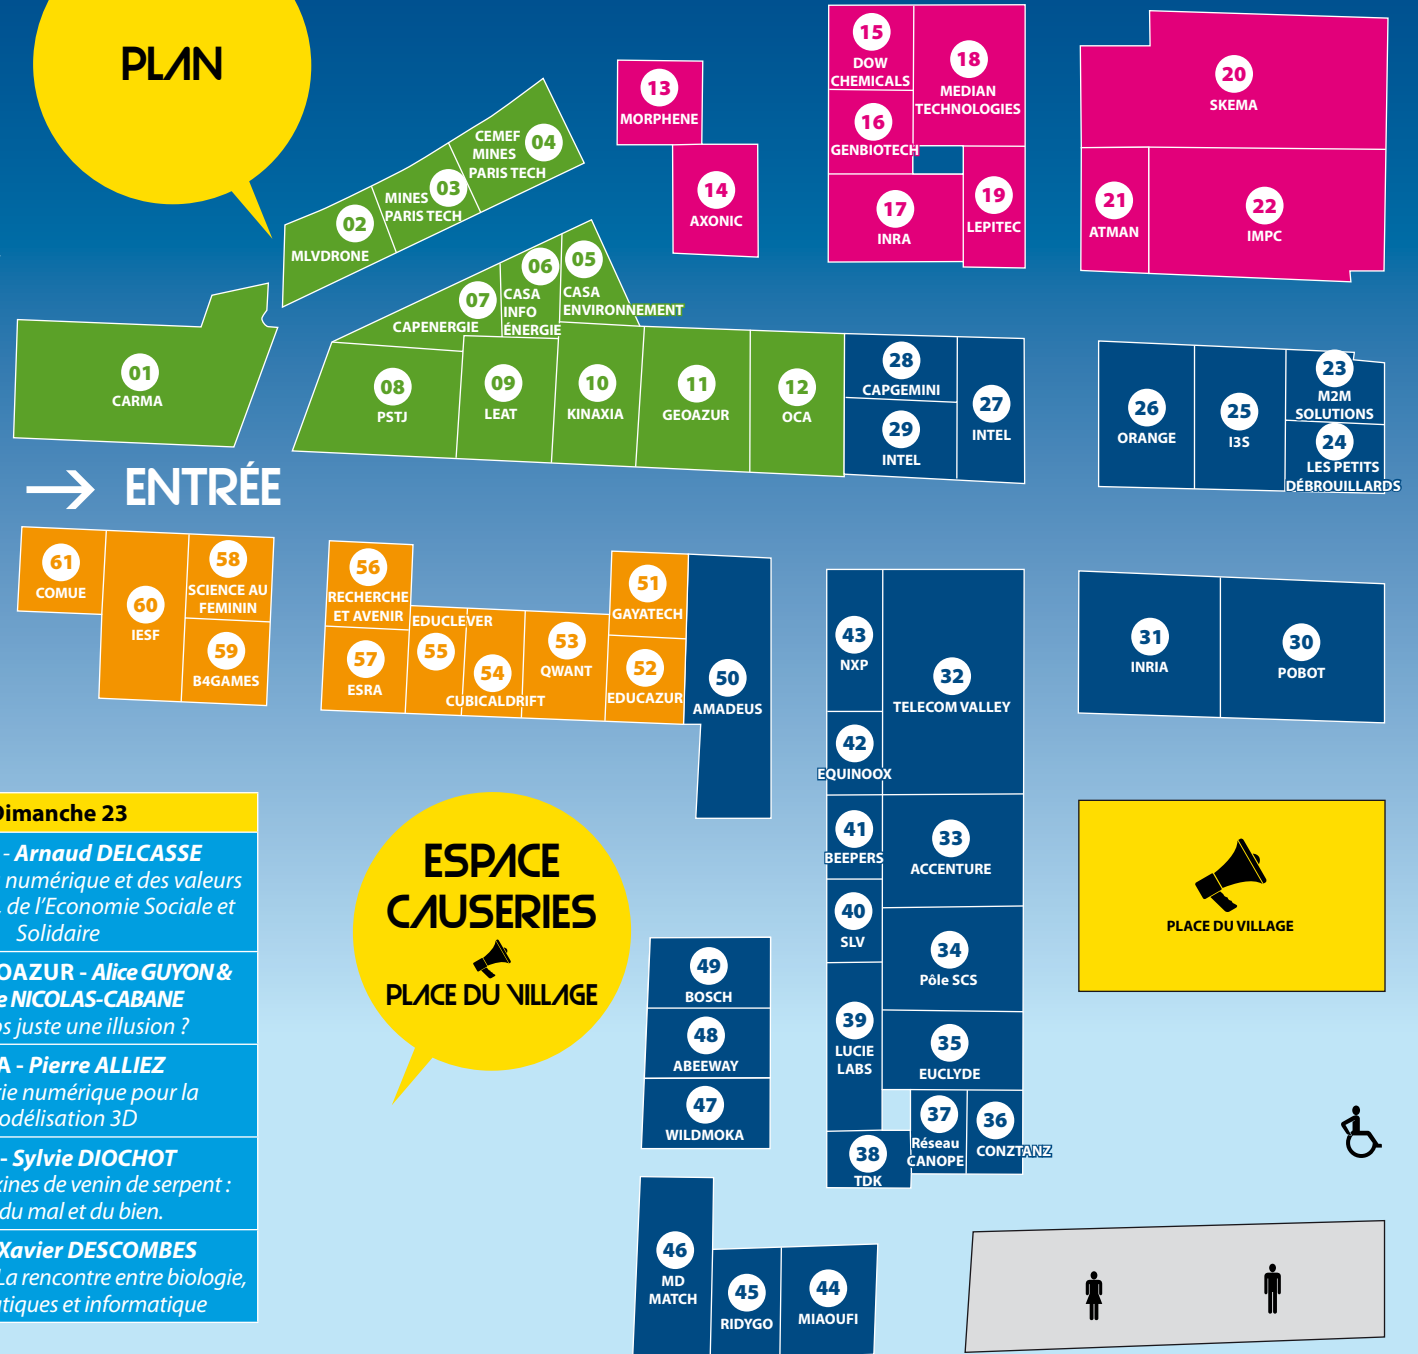 PLAN
02
MLVDRONE
03
MINES
PARIS TECH
04
CEMEF
MINES
PARIS TECH
13
MORPHENE
14
AXONIC
15
DOW
CHEMICALS
16
GENBIOTECH
18
MEDIAN
TECHNOLOGIES
17
INRA
19
LEPITEC
20
SKEMA
21
ATMAN
22
IMPC
01
CARMA
07
CAPENERGIE
06
CASA
INFO
ÉNERGIE
05
CASA
ENVIRONNEMENT
08
PSTJ
09
LEAT
10
KINAXIA
11
GEOAZUR
12
OCA
28
CAPGEMINI
29
INTEL
27
INTEL
26
ORANGE
25
I3S
23
M2M
SOLUTIONS
24
LES PETITS
DÉBROUILLARDS
→ ENTRÉE
61
COMUE
60
IESF
58
SCIENCE AU
FEMININ
59
B4GAMES
56
RECHERCHE
ET AVENIR
57
ESRA
EDUCLEVER
55
54
CUBICALDRIFT
53
QWANT
51
GAYATECH
52
EDUCAZUR
50
AMADEUS
43
NXP
42
EQUINOOX
41
BEEPERS
40
SLV
39
LUCIE
LABS
32
TELECOM VALLEY
33
ACCENTURE
34
Pôle SCS
35
EUCLYDE
37
Réseau
CANOPE
36
CONZTANZ
38
TDK
31
INRIA
30
POBOT
PLACE DU VILLAGE
ESPACE
CAUSERIES
PLACE DU VILLAGE
49
BOSCH
48
ABEEWAY
47
WILDMOKA
46
MD
MATCH
45
RIDYGO
44
MIAOUFI
Dimanche 23
- Arnaud DELCASSE
numérique et des valeurs
de l'Economie Sociale et
Solidaire
OAZUR - Alice GUYON &
e NICOLAS-CABANE
juste une illusion ?
A - Pierre ALLIEZ
ie numérique pour la
odélisation 3D
- Sylvie DIOCHOT
xines de venin de serpent :
du mal et du bien.
Xavier DESCOMBES
La rencontre entre biologie,
tiques et informatique